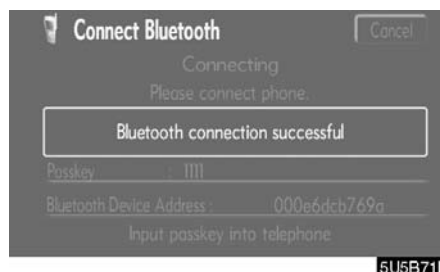 Connect Bluetooth
Cancel
Connecting
Please connect phone.
Bluetooth connection successful
Passkey : 1111
Bluetooth Device Address : 000e6dcb769a
Input passkey into telephone
5U5B71